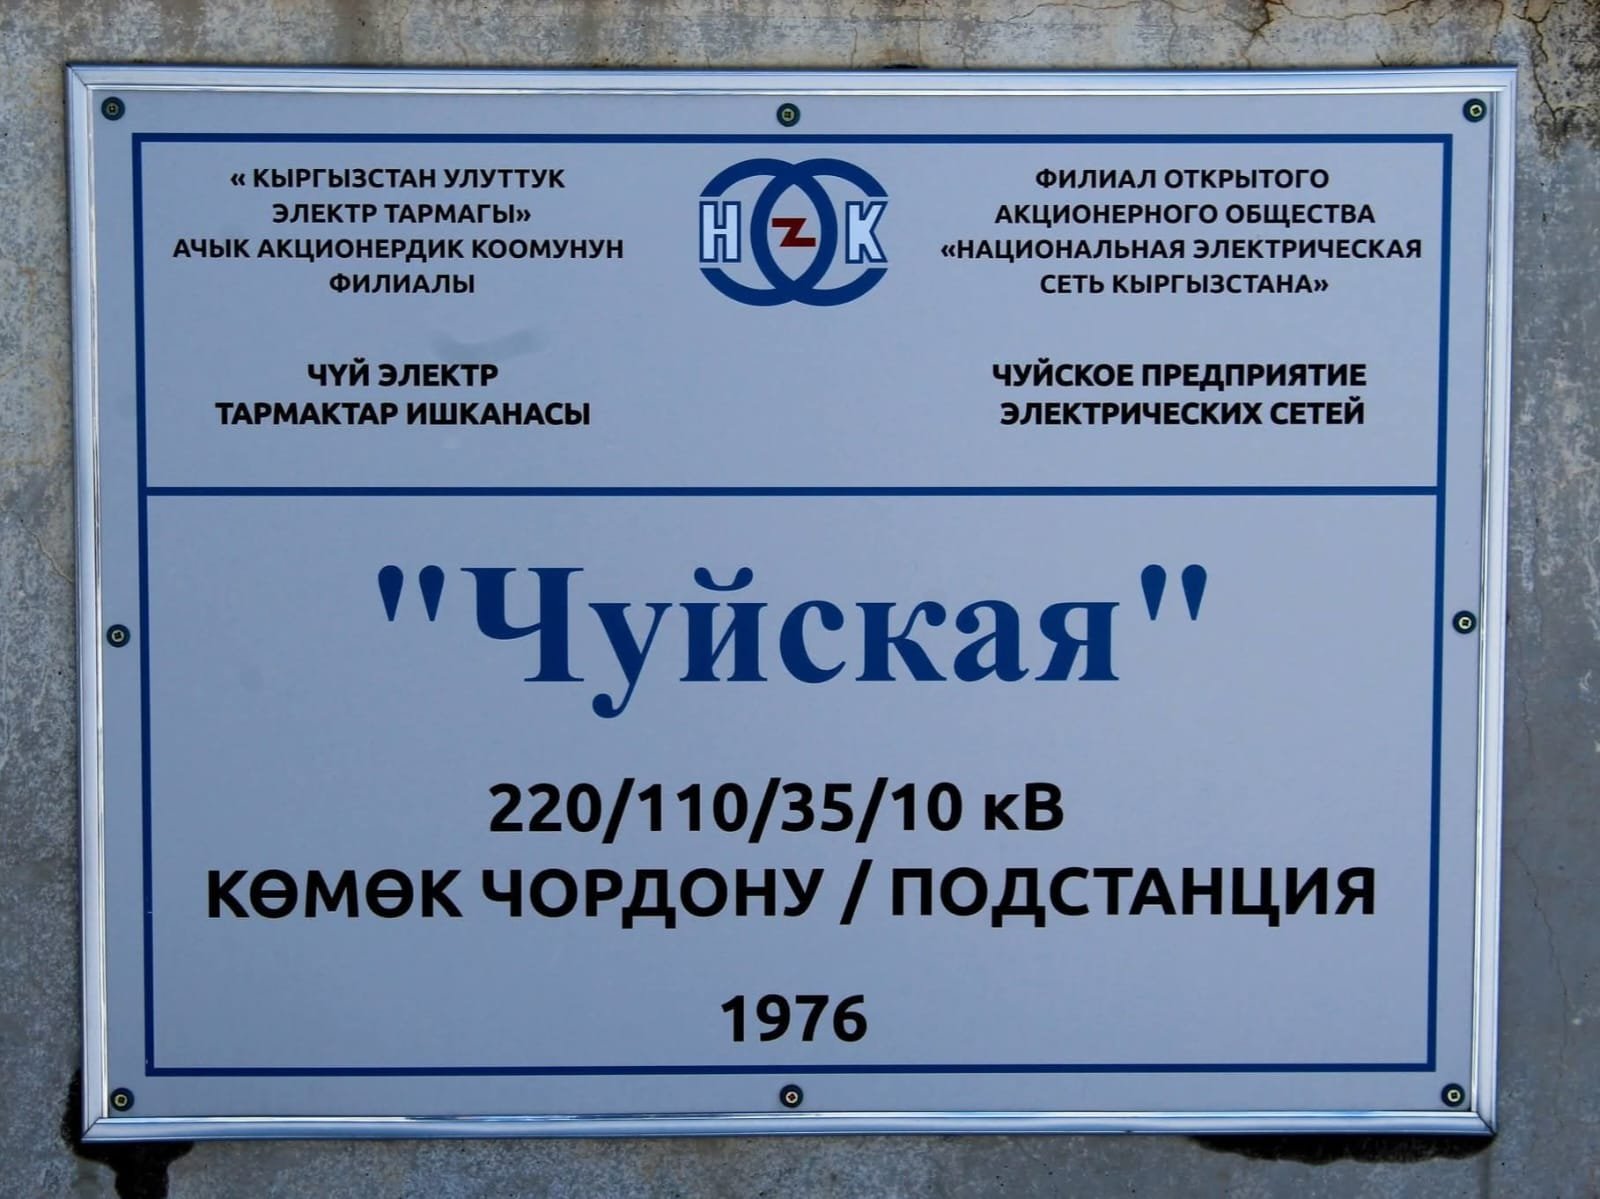 « КЫРГЫЗСТАН УЛУТТУК
ЭЛЕКТР ТАРМАГЫ»
АЧЫК АКЦИОНЕРДИК КООМУНУН
ФИЛИАЛЫ
ЧҮЙ ЭЛЕКТР
ТАРМАКТАР ИШКАНАСЫ
Н Z К
ФИЛИАЛ ОТКРЫТОГО
АКЦИОНЕРНОГО ОБЩЕСТВА
«НАЦИОНАЛЬНАЯ ЭЛЕКТРИЧЕСКАЯ
СЕТЬ КЫРГЫЗСТАНА»
ЧУЙСКОЕ ПРЕДПРИЯТИЕ
ЭЛЕКТРИЧЕСКИХ СЕТЕЙ
"Чуйская"
220/110/35/10 кВ
КӨМӨК ЧОРДОНУ / ПОДСТАНЦИЯ
1976